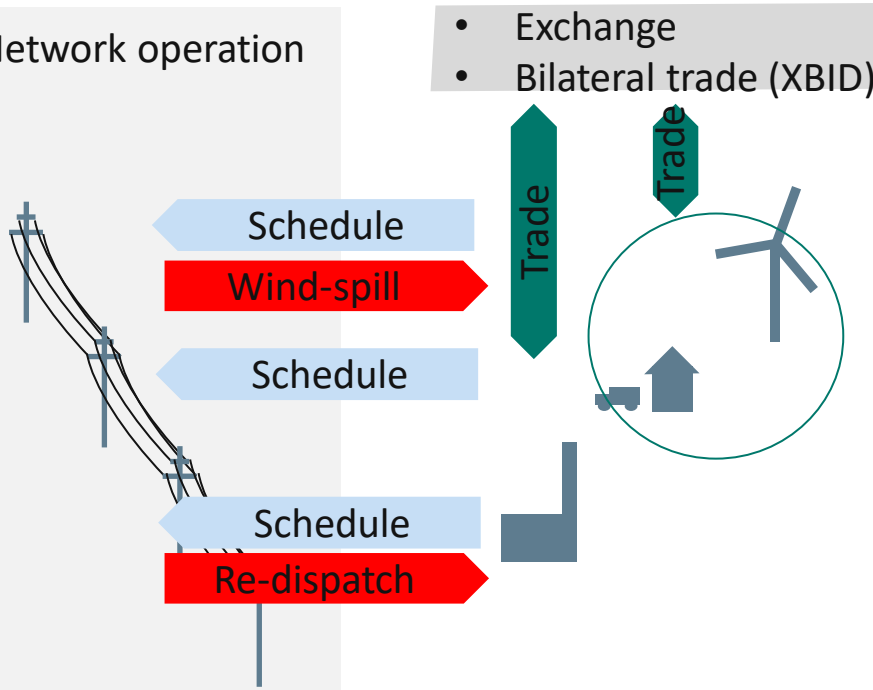 Network operation
• Exchange
• Bilateral trade (XBID)
Trade
Trade
Schedule
Wind-spill
Schedule
Schedule
Re-dispatch